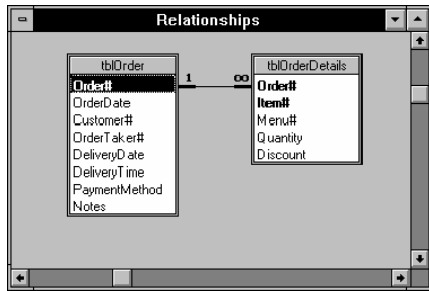 Relationships
tblOrder
Order#
OrderDate
Customer#
OrderTaker#
DeliveryDate
DeliveryTime
PaymentMethod
Notes
1 ∞
tblOrderDetails
Order#
Item#
Menu#
Quantity
Discount